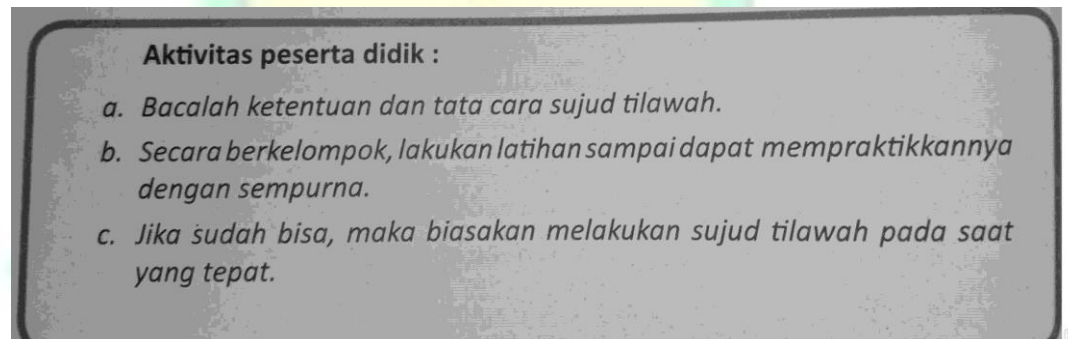 Aktivitas peserta didik :
a. Bacalah ketentuan dan tata cara sujud tilawah.
b. Secara berkelompok, lakukan latihan sampai dapat mempraktikkannya
dengan sempurna.
c. Jika sudah bisa, maka biasakan melakukan sujud tilawah pada saat
yang tepat.